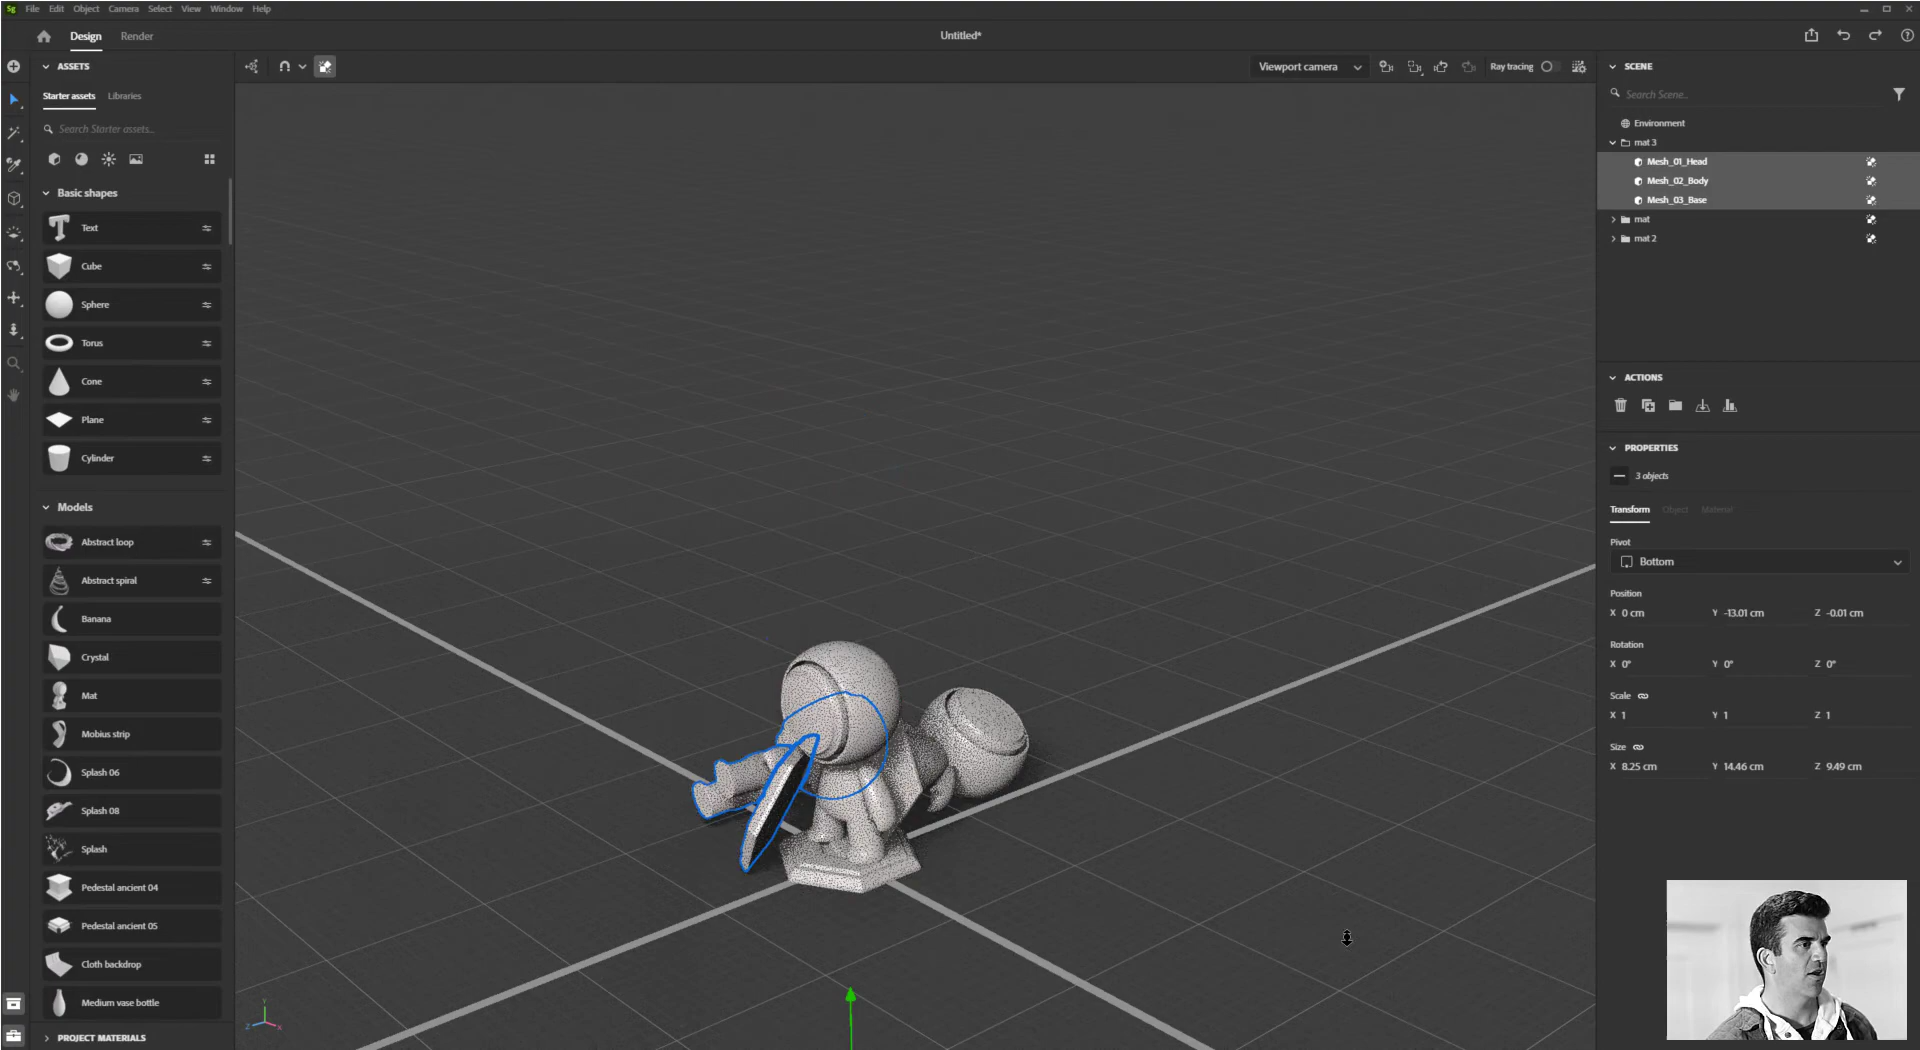 Sg File Edit Object Camera Select View Window Help
Design Render Untitled*
ASSETS
Starter assets Libraries
Search Starter assets...
Basic shapes
Text
Cube
Sphere
Torus
Cone
Plane
Cylinder
Models
Abstract loop
Abstract spiral
Banana
Crystal
Mat
Mobius strip
Splash 06
Splash 08
Splash
Pedestal ancient 04
Pedestal ancient 05
Cloth backdrop
Medium vase bottle
PROJECT MATERIALS
Viewport camera Ray tracing
Y
Z X
SCENE
Search Scene...
Environment
mat 3
Mesh_01_Head
Mesh_02_Body
Mesh_03_Base
mat
mat 2
ACTIONS
PROPERTIES
3 objects
Transform Object Material
Pivot
Bottom
Position
X 0 cm Y -13.01 cm Z -0.01 cm
Rotation
X 0° Y 0° Z 0°
Scale
X 1 Y 1 Z 1
Size
X 8.25 cm Y 14.46 cm Z 9.49 cm